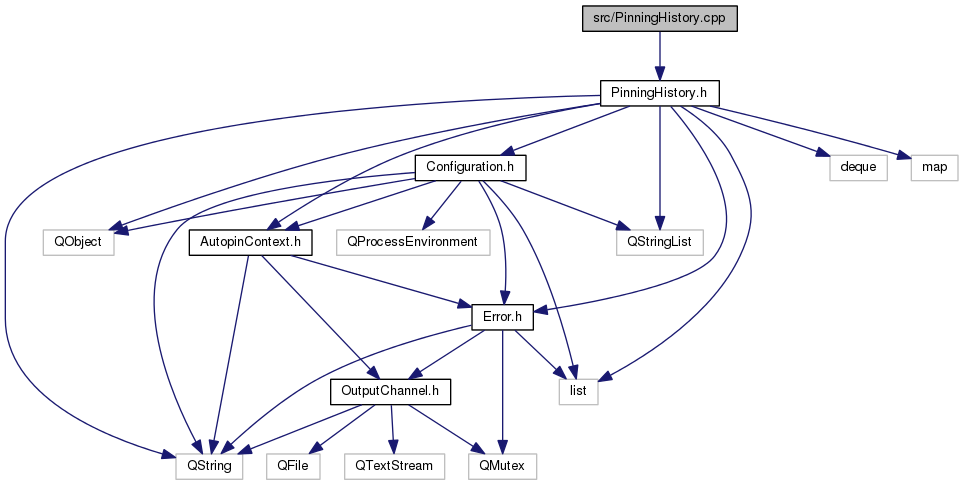 src/PinningHistory.cpp
PinningHistory.h
Configuration.h
deque
map
QObject
AutopinContext.h
QProcessEnvironment
QStringList
Error.h
OutputChannel.h
list
QString
QFile
QTextStream
QMutex